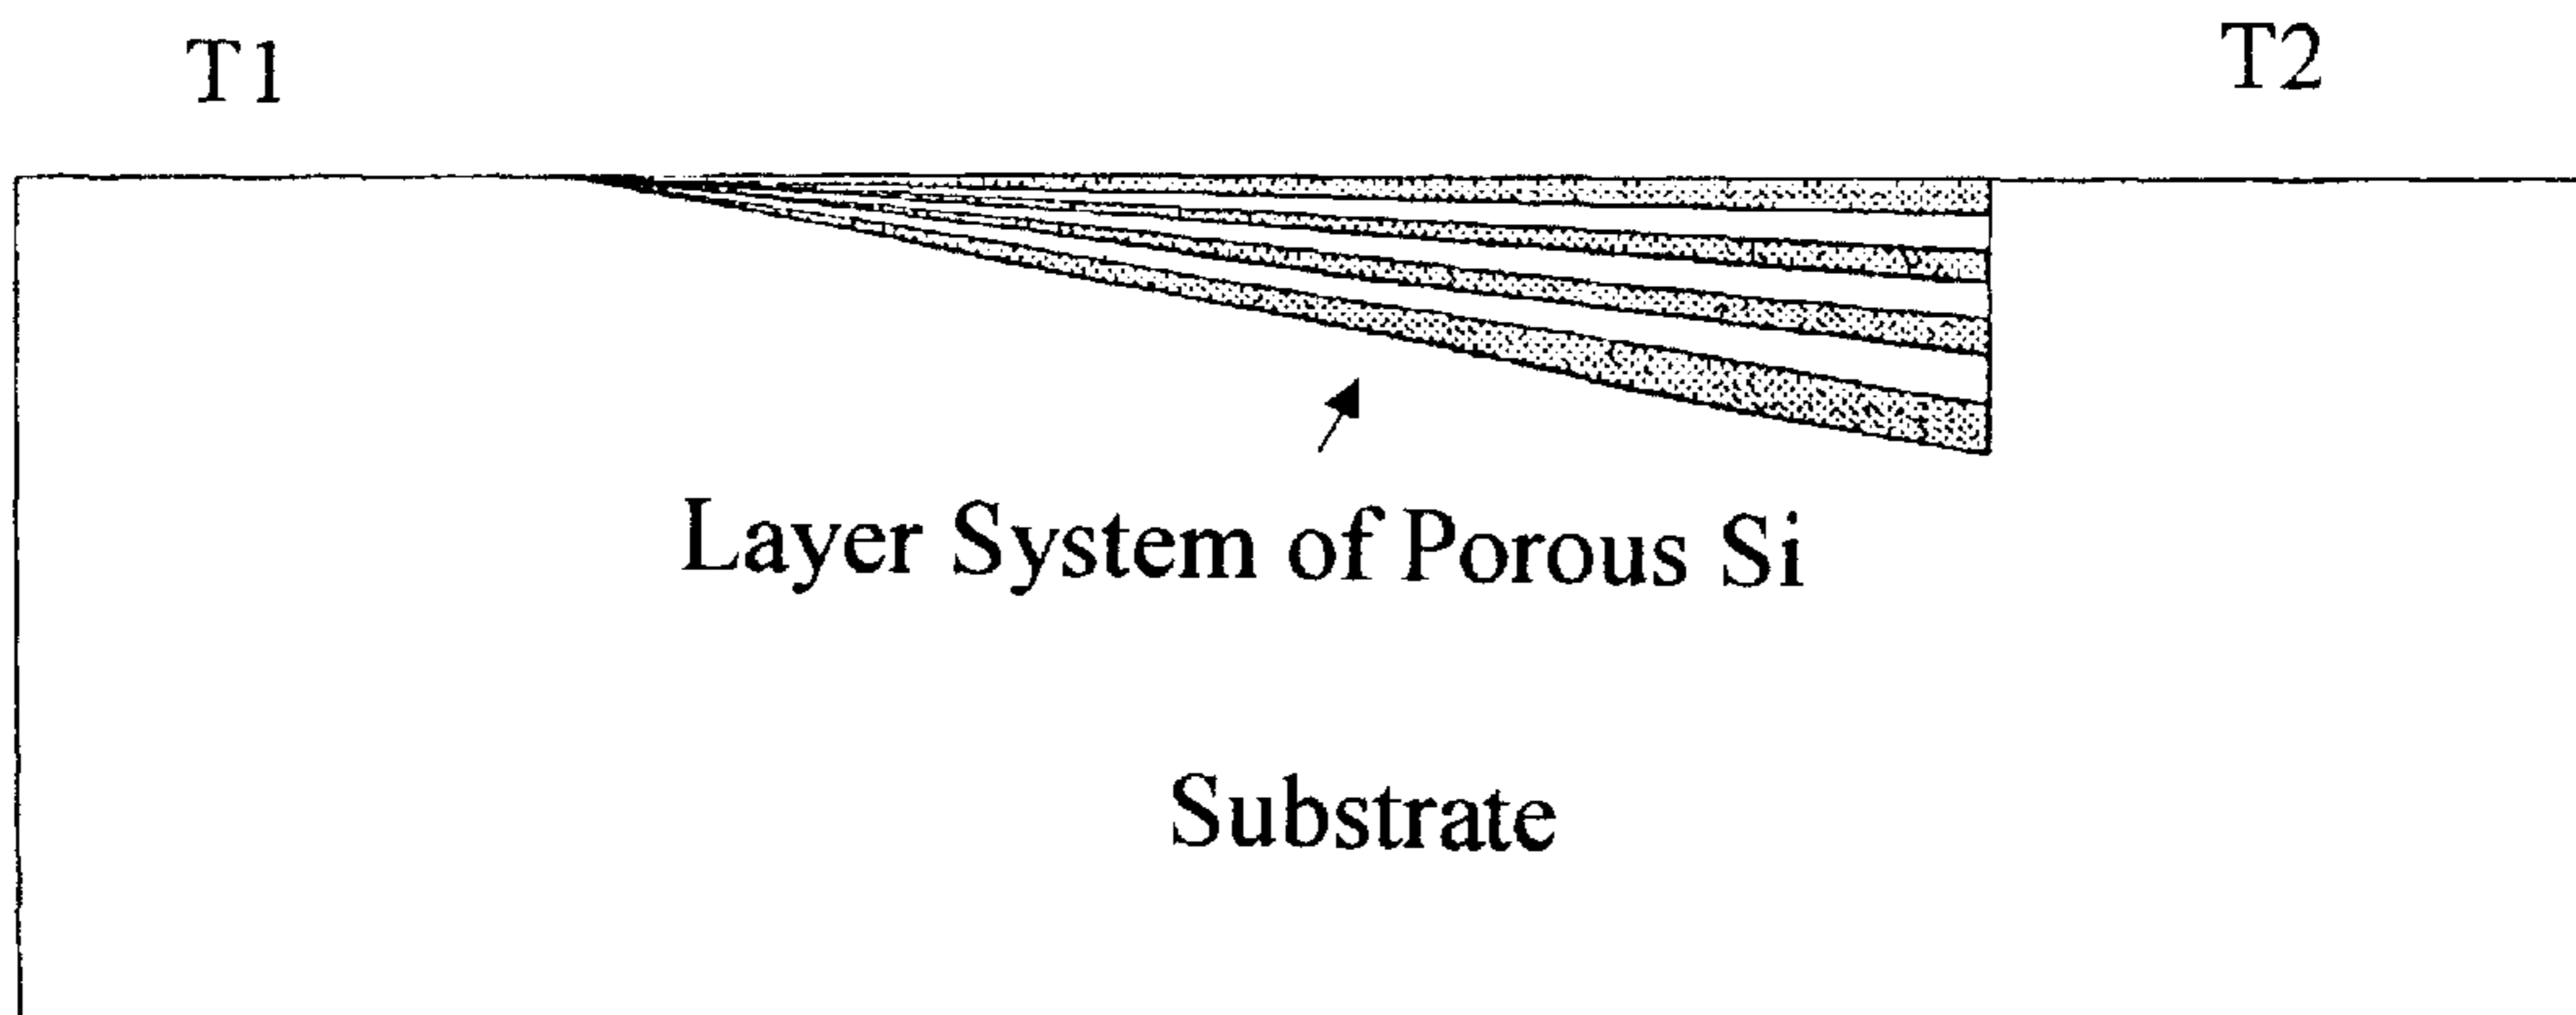 T1
T2
Layer System of Porous Si
Substrate